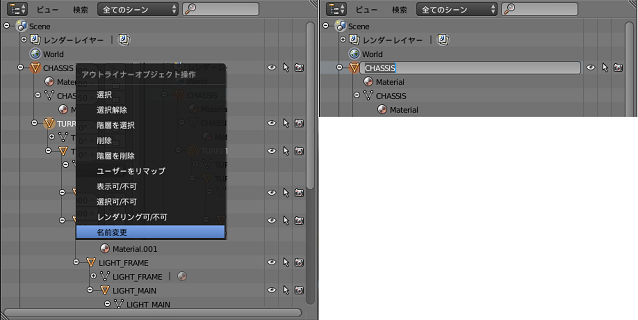 ビュー 検索 全てのシーン
Scene
レンダーレイヤー
World
CHASSIS
Mater
CHAS
M
TURR
T
T
アウトライナーオブジェクト操作
選択
選択解除
階層を選択
削除
階層を削除
ユーザーをリマップ
表示可/不可
選択可/不可
レンダリング可/不可
名前変更
Material.001
LIGHT_FRAME
LIGHT_FRAME
LIGHT_MAIN
LIGHT MAIN
ビュー 検索 全てのシーン
Scene
レンダーレイヤー
World
CHASSIS
Material
CHASSIS
Material